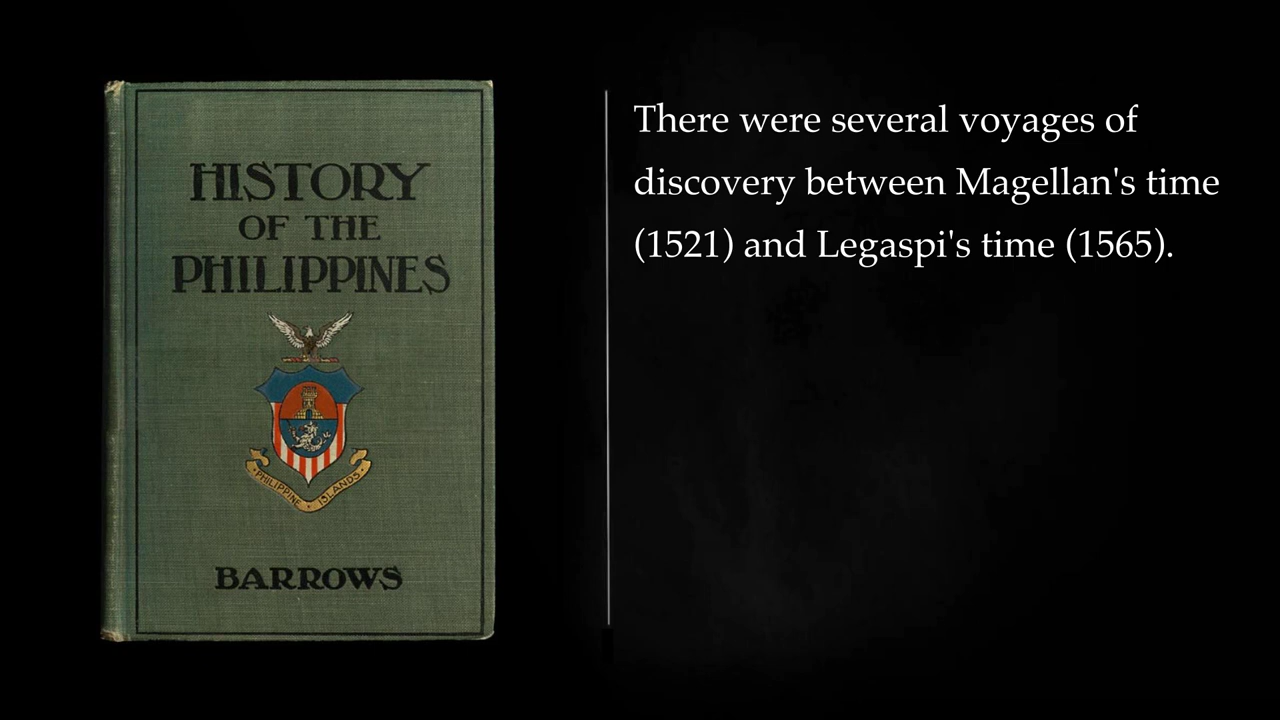 HISTORY
OF THE
PHILIPPINES
PHILIPPINE ISLANDS
BARROWS
There were several voyages of
discovery between Magellan's time
(1521) and Legaspi's time (1565).